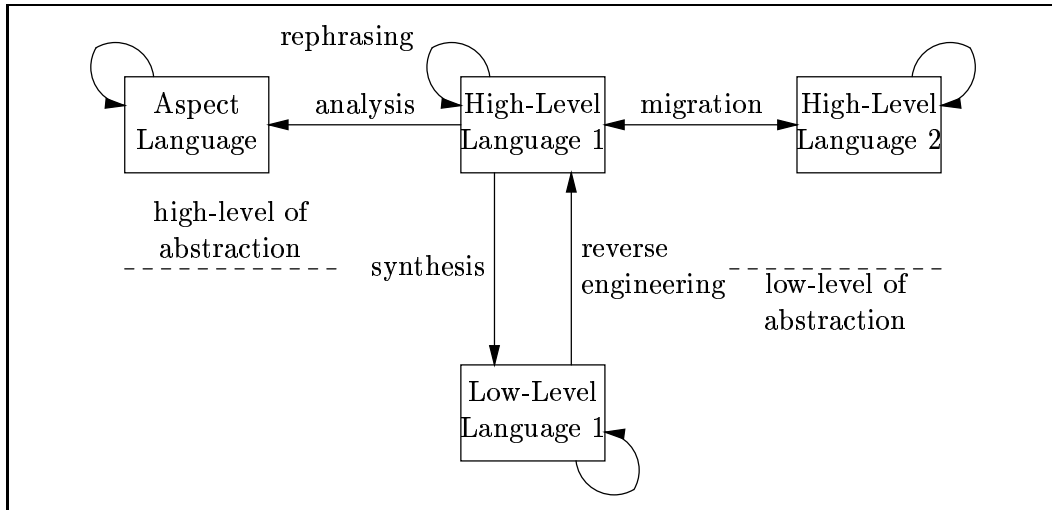 rephrasing
Aspect
Language
analysis
High-Level
Language 1
migration
High-Level
Language 2
high-level of
abstraction
synthesis
reverse
engineering
low-level of
abstraction
Low-Level
Language 1